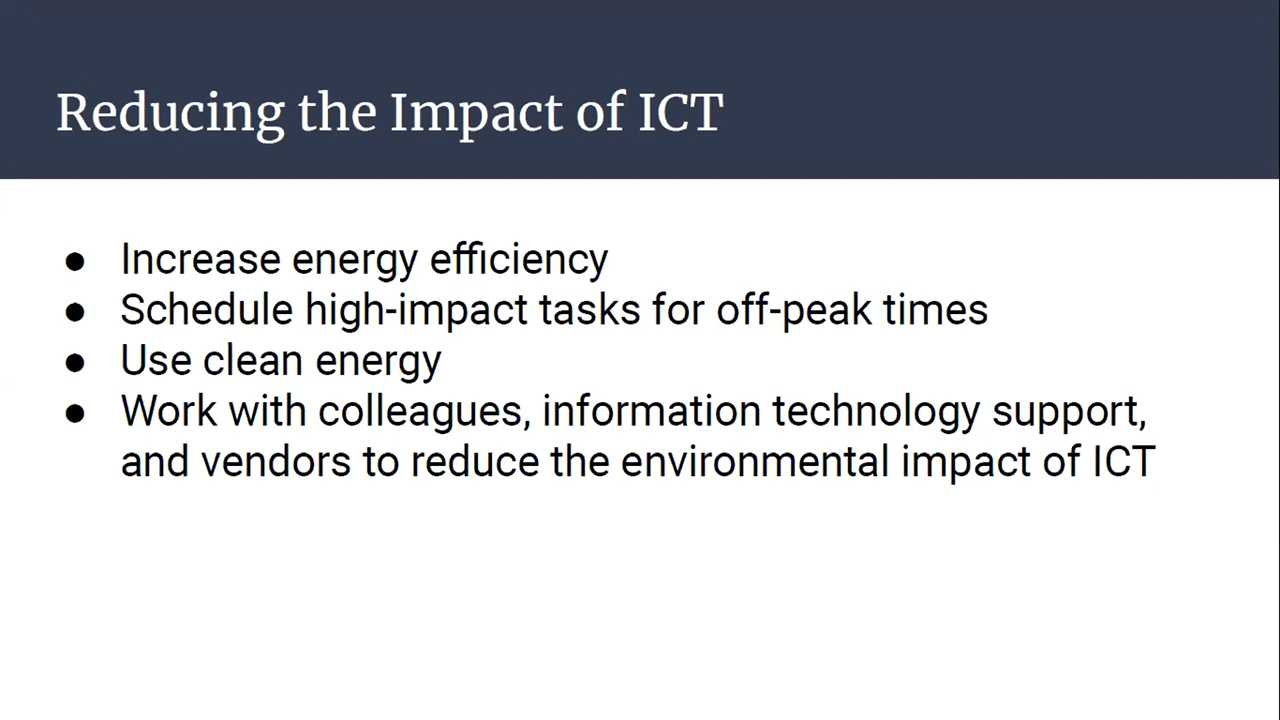 Reducing the Impact of ICT
● Increase energy efficiency
● Schedule high-impact tasks for off-peak times
● Use clean energy
● Work with colleagues, information technology support,
and vendors to reduce the environmental impact of ICT